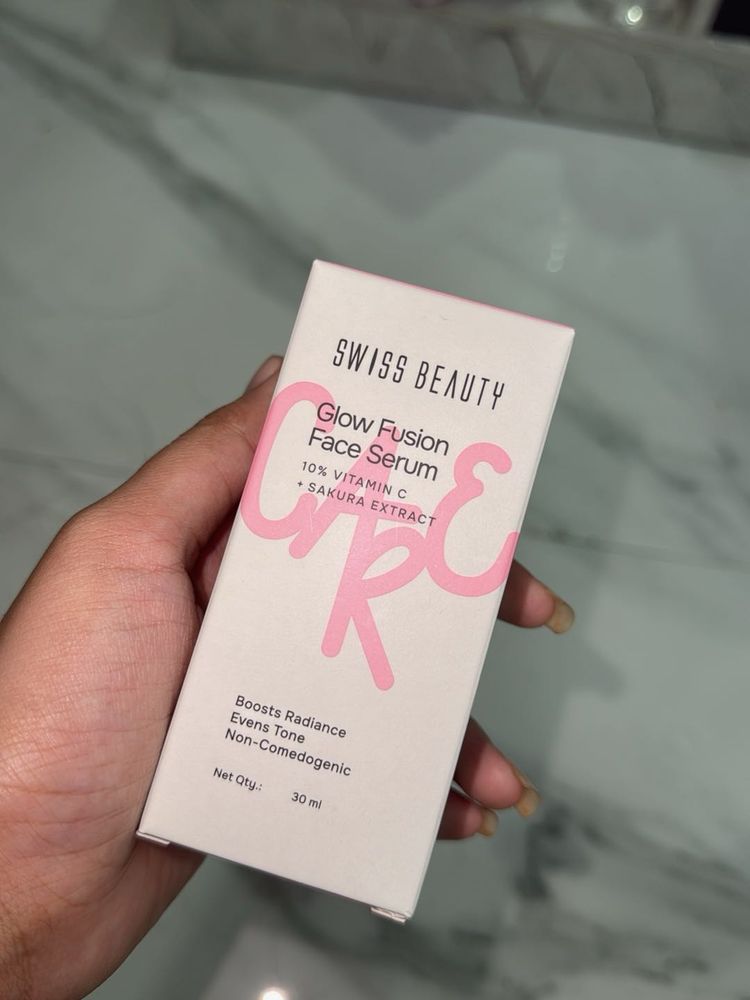 SWISS BEAUTY
Glow Fusion
Face Serum
10% VITAMIN C
+ SAKURA EXTRACT
CARE
Boosts Radiance
Evens Tone
Non-Comedogenic
Net Qty.: 30 ml